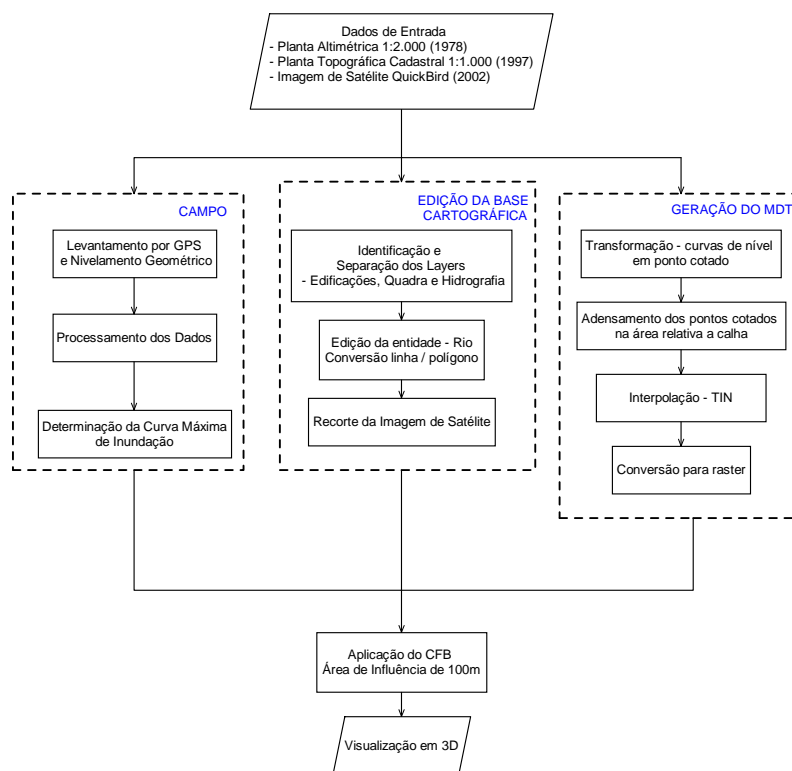 Dados de Entrada
- Planta Altimétrica 1:2.000 (1978)
- Planta Topográfica Cadastral 1:1.000 (1997)
- Imagem de Satélite QuickBird (2002)
CAMPO
Levantamento por GPS
e Nivelamento Geométrico
Processamento dos Dados
Determinação da Curva Máxima
de Inundação
EDIÇÃO DA BASE
CARTOGRÁFICA
Identificação e
Separação dos Layers
- Edificações, Quadra e Hidrografia
Edição da entidade - Rio
Conversão linha / polígono
Recorte da Imagem de Satélite
GERAÇÃO DO MDT
Transformação - curvas de nível
em ponto cotado
Adensamento dos pontos cotados
na área relativa a calha
Interpolação - TIN
Conversão para raster
Aplicação do CFB
Área de Influência de 100m
Visualização em 3D